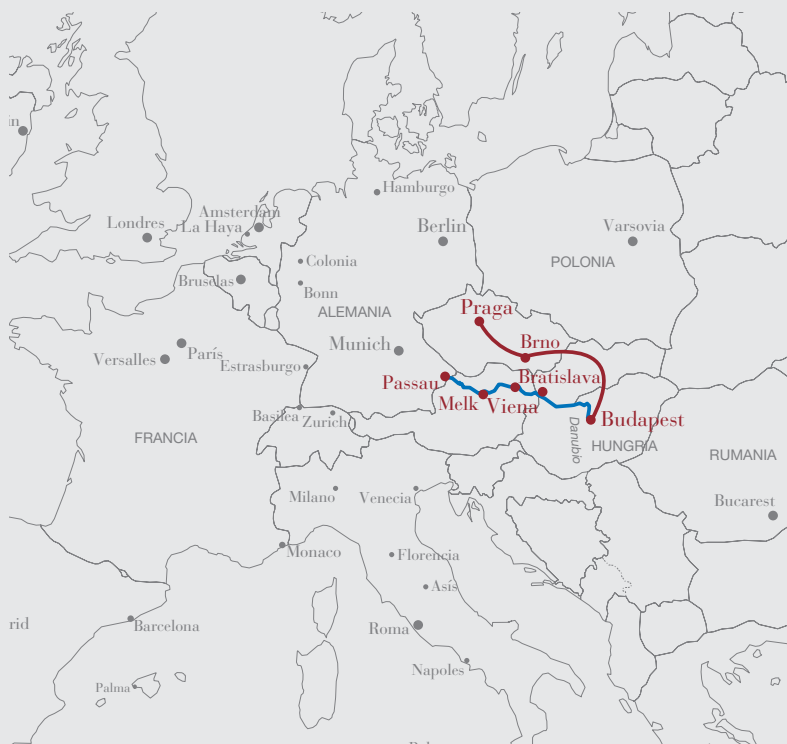 in
Hamburgo
Amsterdam
Londres
La Haya
Berlin
Varsovia
Colonia
POLONIA
Bruselas
Bonn
ALEMANIA
Praga
Brno
Munich
París
Versalles
Estrasburgo
Passau
Bratislava
Melk
Viena
Basilea
Zurich
Budapest
Danubio
FRANCIA
HUNGRIA
RUMANIA
Milano
Venecia
Bucarest
Monaco
Florencia
Asís
rid
Barcelona
Roma
Napoles
Palma